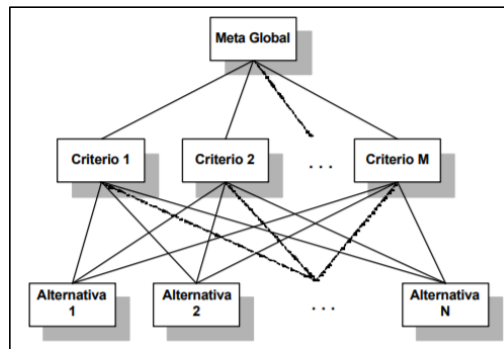 Meta Global
Criterio 1
Criterio 2
. . .
Criterio M
Alternativa
1
Alternativa
2
. . .
Alternativa
N